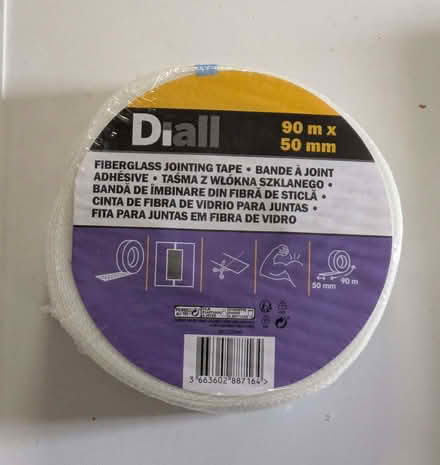 Diall
90 m x
50 mm
FIBERGLASS JOINTING TAPE • BANDE À JOINT
ADHÉSIVE • TAŚMA Z WŁÓKNA SZKLANEGO •
BANDĂ DE ÎMBINARE DIN FIBRĂ DE STICLĂ •
CINTA DE FIBRA DE VIDRIO PARA JUNTAS •
FITA PARA JUNTAS EM FIBRA DE VIDRO
90 m
50 mm
3 663602 887164 >